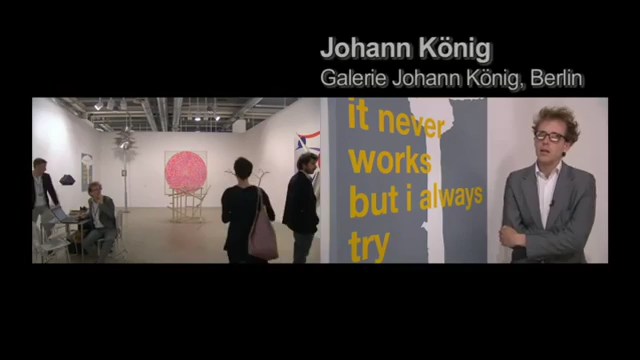 Johann König
Galerie Johann König, Berlin
it never
works
but i always
try